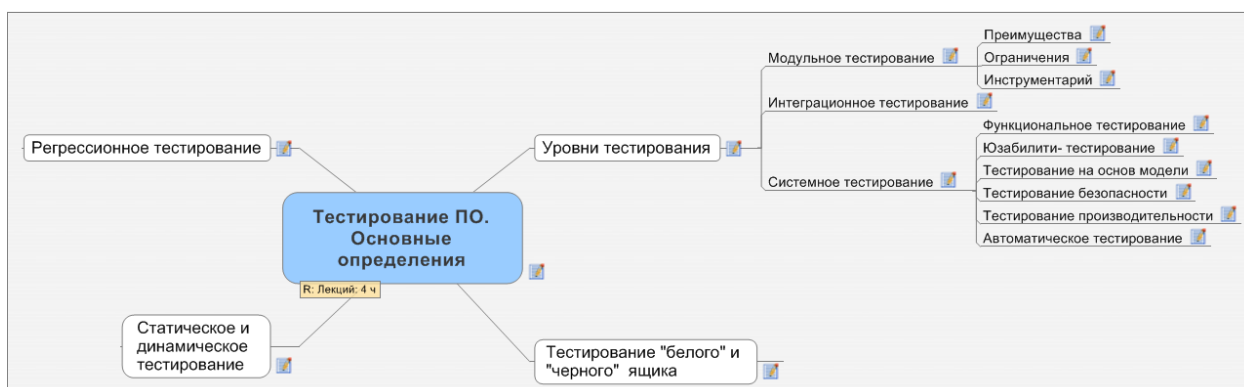 Преимущества
Модульное тестирование
Ограничения
Инструментарий
Интеграционное тестирование
Функциональное тестирование
Регрессионное тестирование
Уровни тестирования
Юзабилити- тестирование
Тестирование на основ модели
Системное тестирование
Тестирование безопасности
Тестирование производительности
Автоматическое тестирование
Тестирование ПО.
Основные
определения
R: Лекций: 4 ч
Статическое и
динамическое
тестирование
Тестирование "белого" и
"черного" ящика